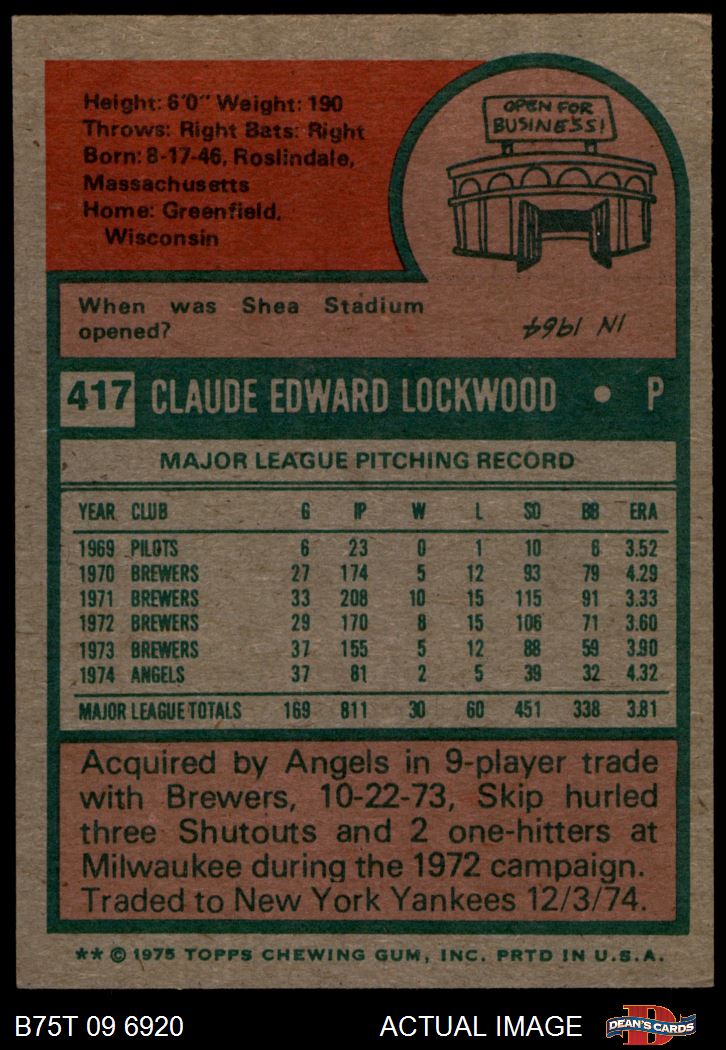 Height: 6'0" Weight: 190
Throws: Right Bats: Right
Born: 8-17-46, Roslindale,
Massachusetts
Home: Greenfield,
Wisconsin
OPEN FOR
BUSINESS!
When was Shea Stadium
opened?
IN 1964
417 CLAUDE EDWARD LOCKWOOD • P
MAJOR LEAGUE PITCHING RECORD
YEAR CLUB G IP W L SO BB ERA
1969 PILOTS 6 23 0 1 10 6 3.52
1970 BREWERS 27 174 5 12 93 79 4.29
1971 BREWERS 33 208 10 15 115 91 3.33
1972 BREWERS 29 170 8 15 106 71 3.60
1973 BREWERS 37 155 5 12 88 59 3.90
1974 ANGELS 37 81 2 5 39 32 4.32
MAJOR LEAGUE TOTALS 169 811 30 60 451 338 3.81
Acquired by Angels in 9-player trade
with Brewers, 10-22-73, Skip hurled
three Shutouts and 2 one-hitters at
Milwaukee during the 1972 campaign.
Traded to New York Yankees 12/3/74.
** © 1975 TOPPS CHEWING GUM, INC. PRTD IN U.S.A.
B75T 09 6920 ACTUAL IMAGE DEAN'S CARDS